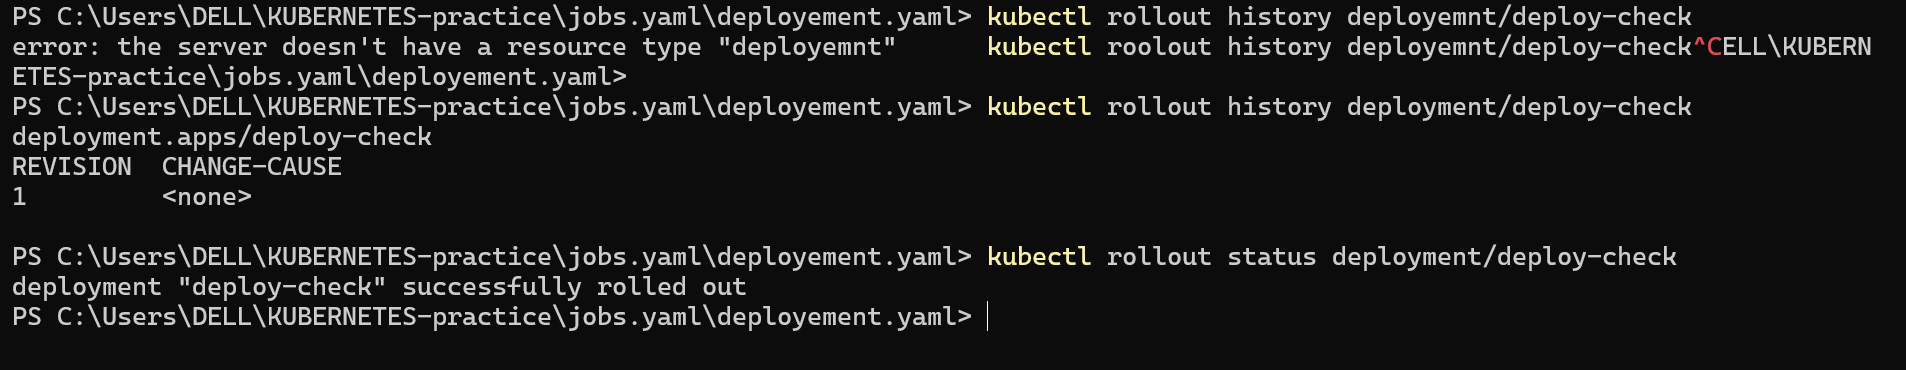 PS C:\Users\DELL\KUBERNETES-practice\jobs.yaml\deployement.yaml> kubectl rollout history deployemnt/deploy-check
error: the server doesn't have a resource type "deployemnt"      kubectl roolout history deployemnt/deploy-check^CELL\KUBERN
ETES-practice\jobs.yaml\deployement.yaml>
PS C:\Users\DELL\KUBERNETES-practice\jobs.yaml\deployement.yaml> kubectl rollout history deployment/deploy-check
deployment.apps/deploy-check
REVISION  CHANGE-CAUSE
1         <none>

PS C:\Users\DELL\KUBERNETES-practice\jobs.yaml\deployement.yaml> kubectl rollout status deployment/deploy-check
deployment "deploy-check" successfully rolled out
PS C:\Users\DELL\KUBERNETES-practice\jobs.yaml\deployement.yaml>